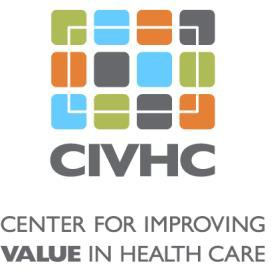 CIVHC
CENTER FOR IMPROVING
VALUE IN HEALTH CARE